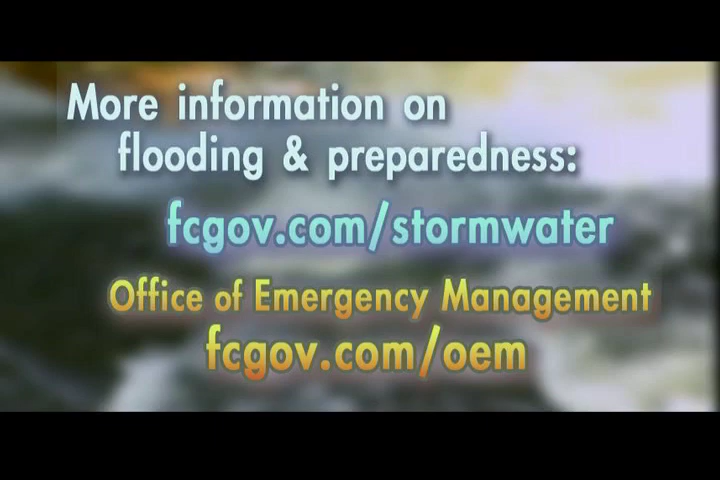 More information on
flooding & preparedness:
fcgov.com/stormwater
Office of Emergency Management
fcgov.com/oem